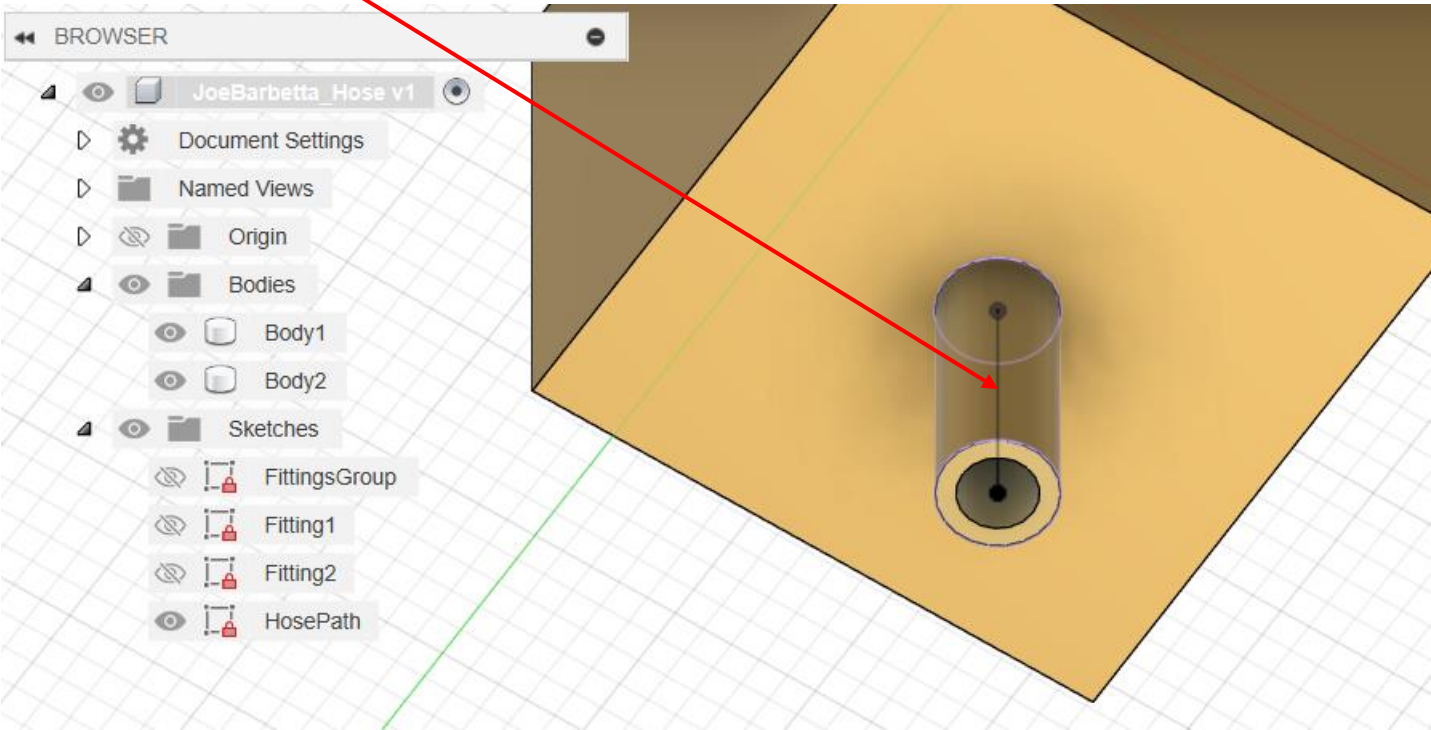 BROWSER
JoeBarbetta_Hose v1
Document Settings
Named Views
Origin
Bodies
Body1
Body2
Sketches
FittingsGroup
Fitting1
Fitting2
HosePath